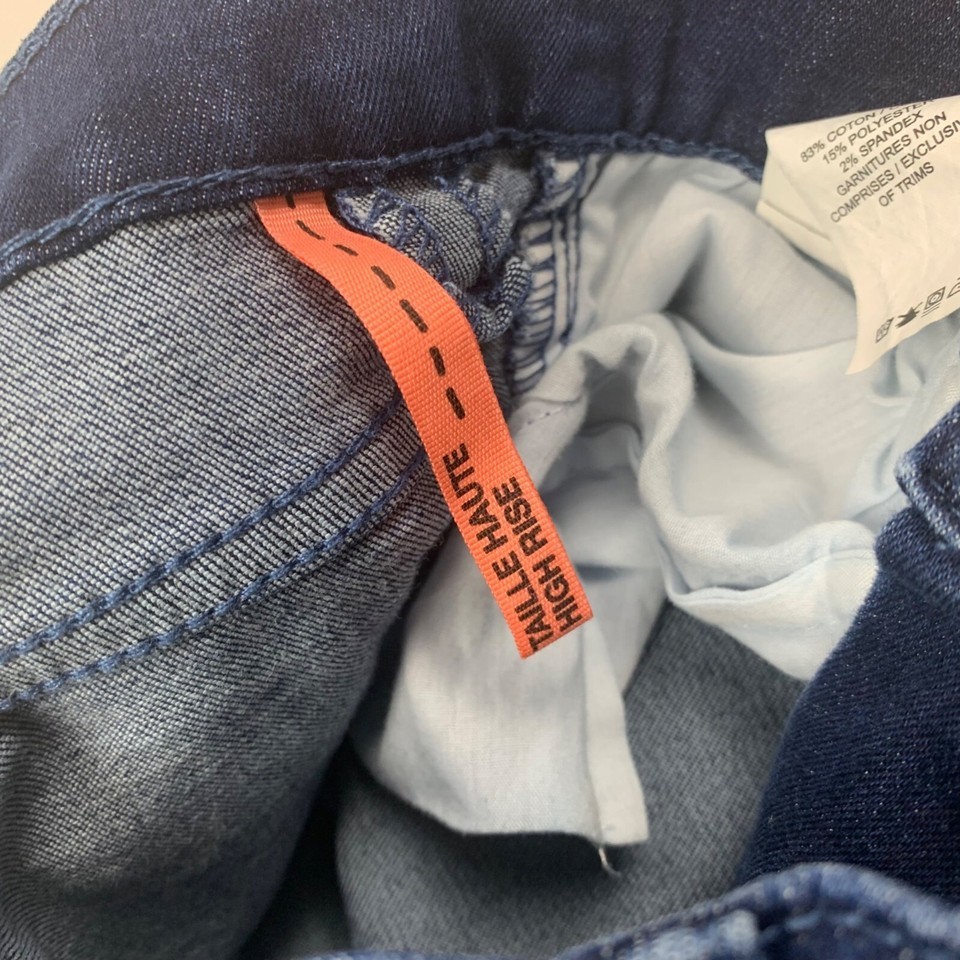 TAILLE HAUTE
HIGH RISE
83% COTON /
15% POLYESTER
2% SPANDEX
GARNITURES NON
COMPRISES | EXCLUSIVE
OF TRIMS